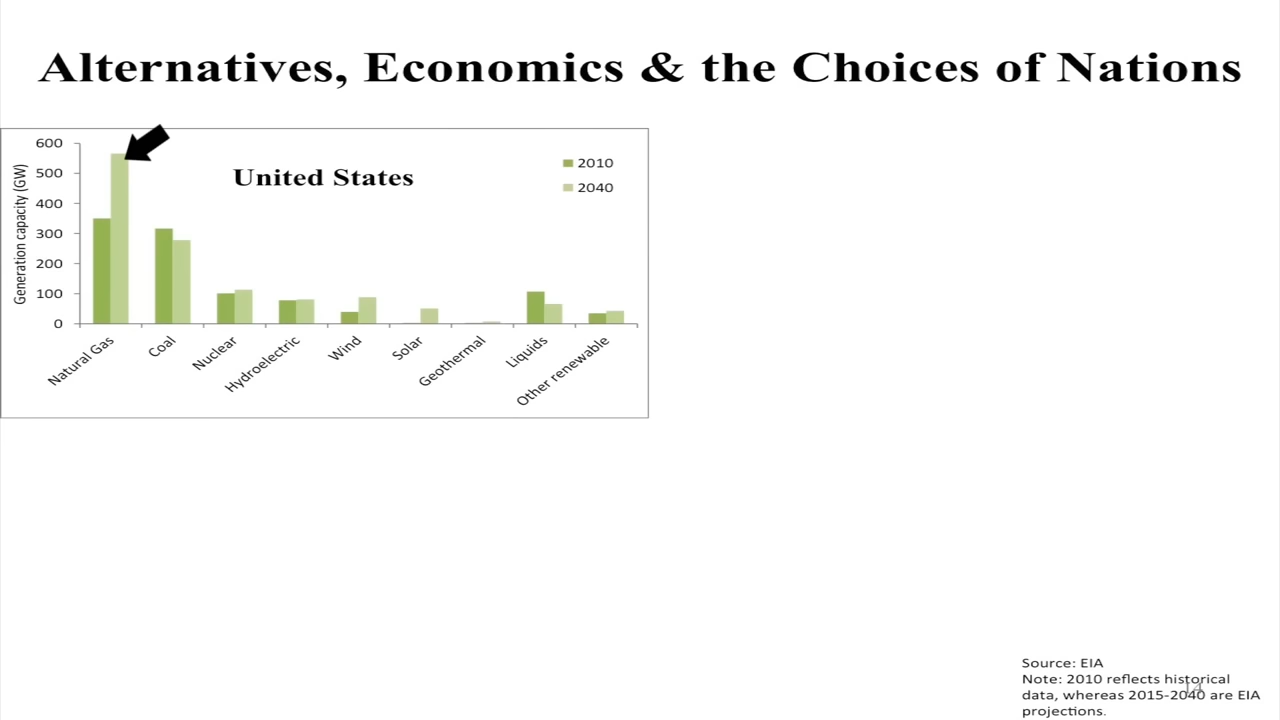 Alternatives, Economics & the Choices of Nations
Generation capacity (GW)
600
500
400
300
200
100
0
United States
2010
2040
Natural Gas
Coal
Nuclear
Hydroelectric
Wind
Solar
Geothermal
Liquids
Other renewable
Source: EIA
Note: 2010 reflects historical
data, whereas 2015-2040 are EIA
projections.
14